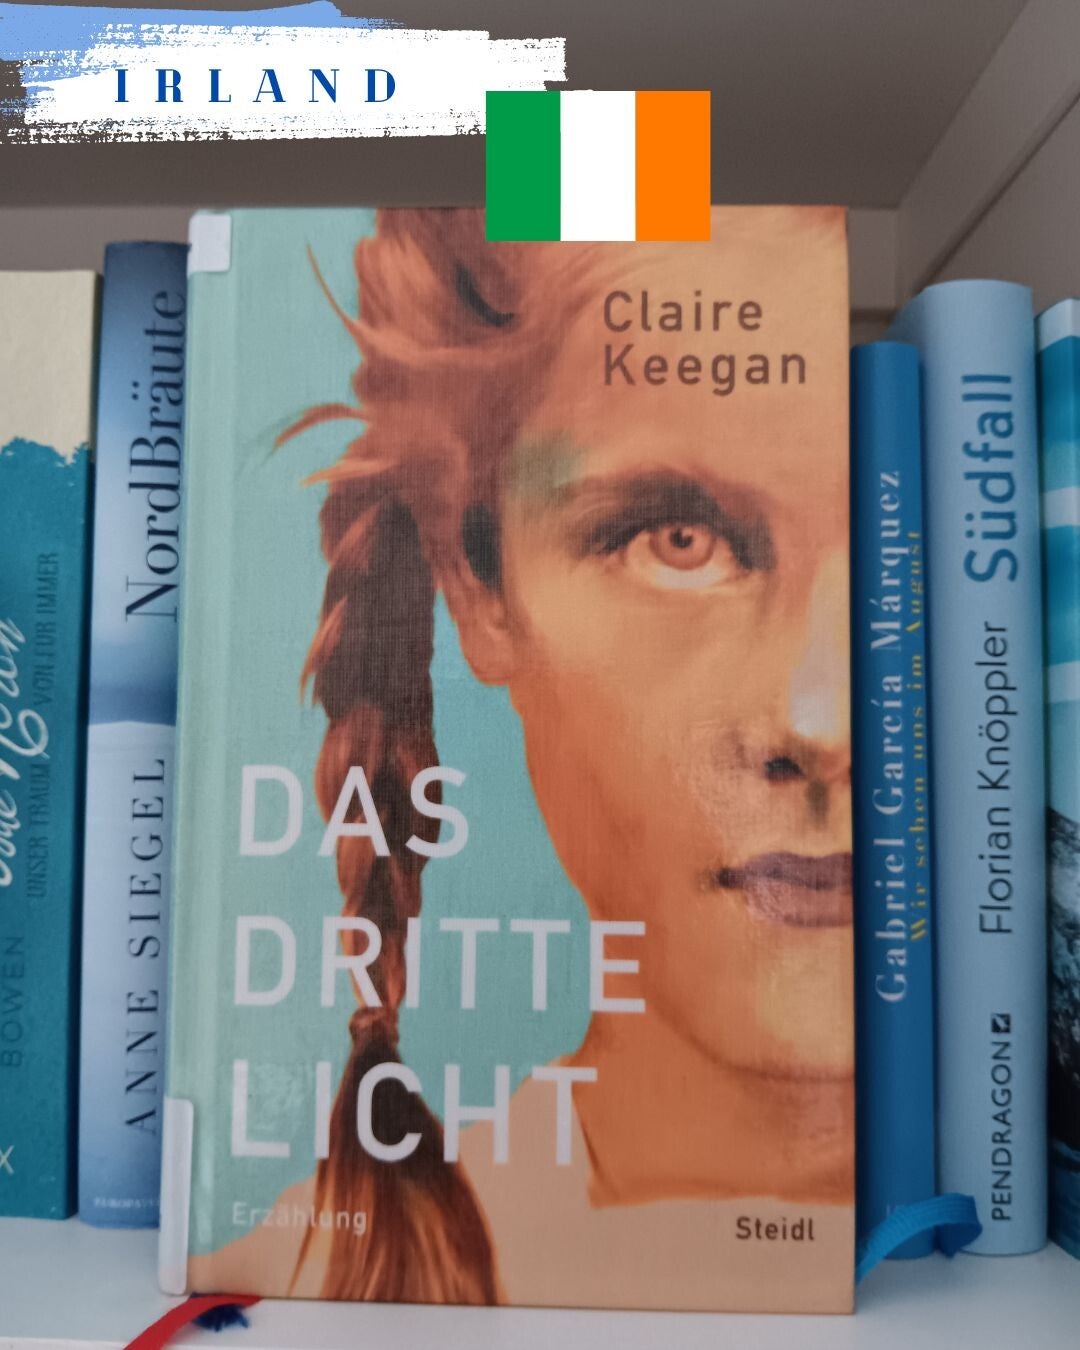 IRLAND
Claire
Keegan
DAS
DRITTE
LICHT
Erzählung
Steidl
UNSER TRAUM VON FÜR IMMER
BOWEN
NordBräute
ANNE SIEGEL
Gabriel García Márquez
Wir sehen uns im August
Südfall
Florian Knöppler
PENDRAGON